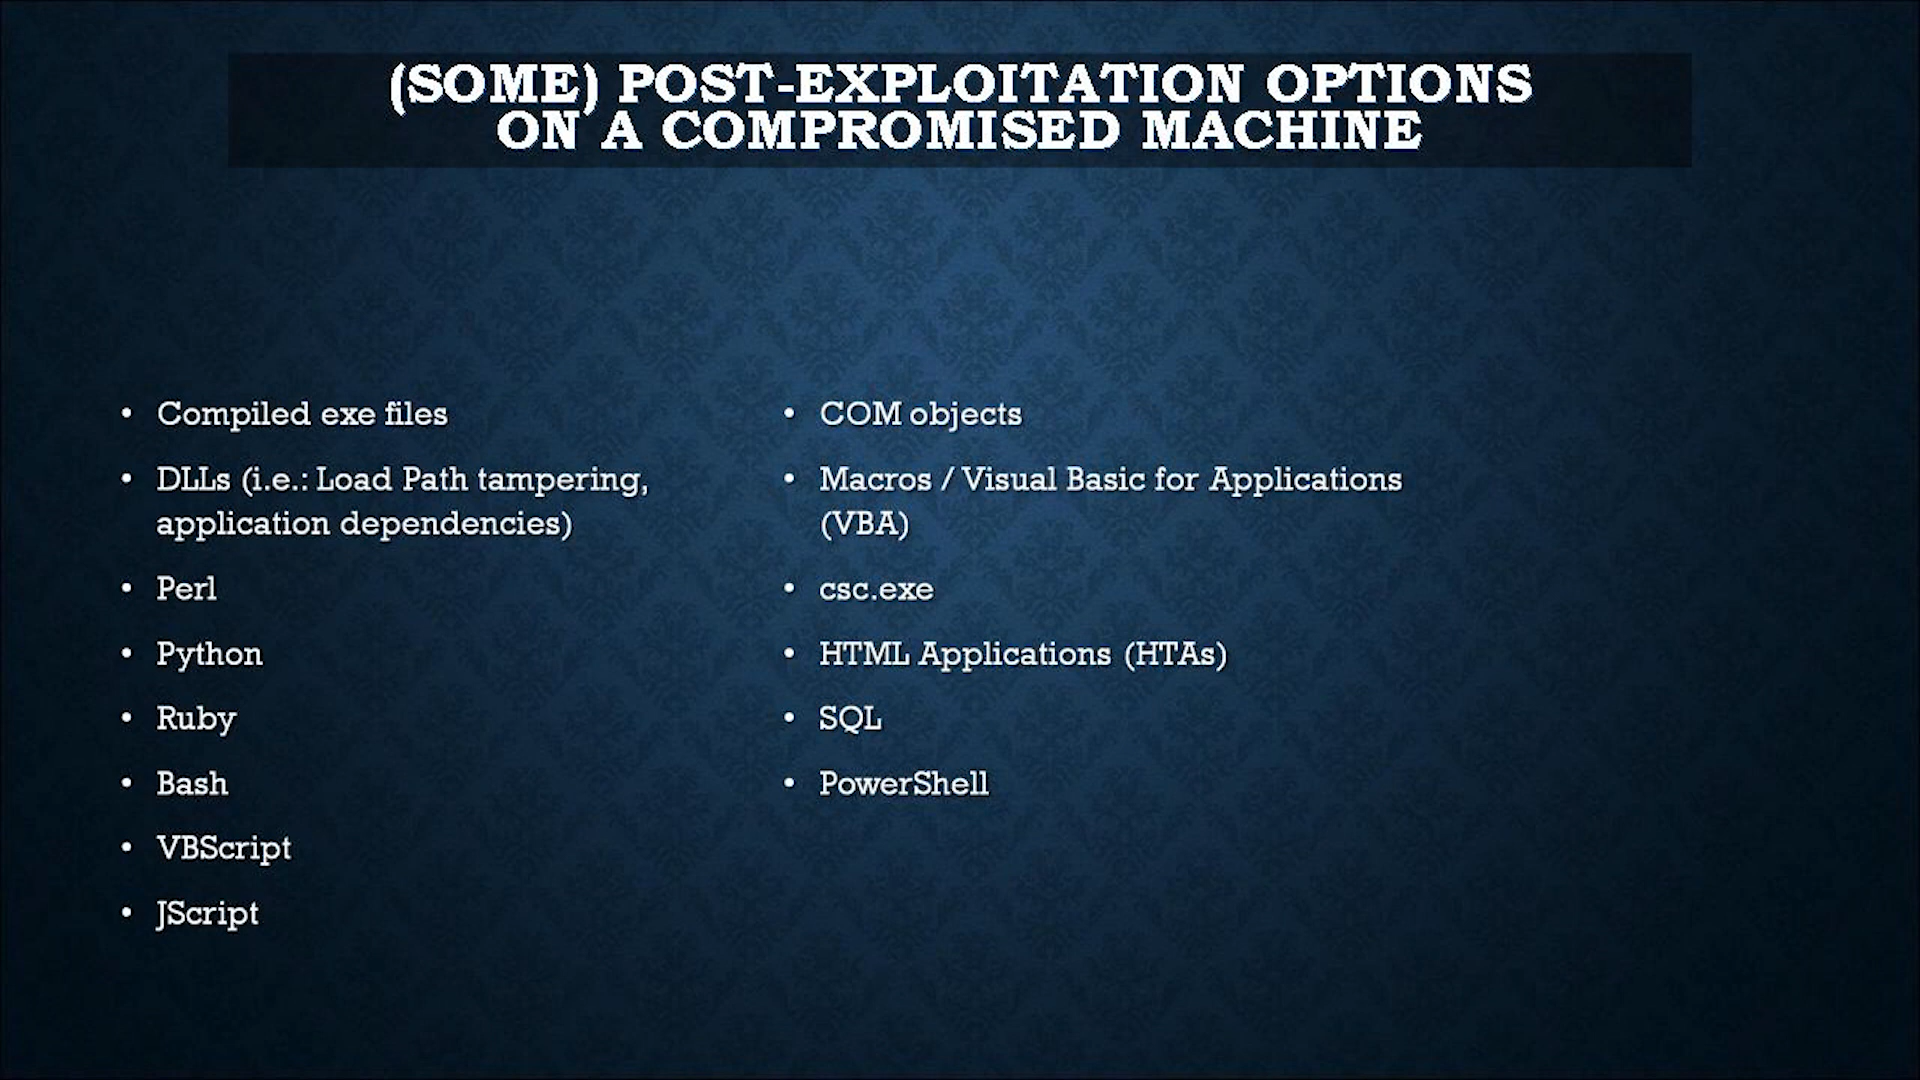 (SOME) POST-EXPLOITATION OPTIONS
ON A COMPROMISED MACHINE
• Compiled exe files
• DLLs (i.e.: Load Path tampering,
application dependencies)
• Perl
• Python
• Ruby
• Bash
• VBScript
• JScript
• COM objects
• Macros / Visual Basic for Applications
(VBA)
• csc.exe
• HTML Applications (HTAs)
• SQL
• PowerShell